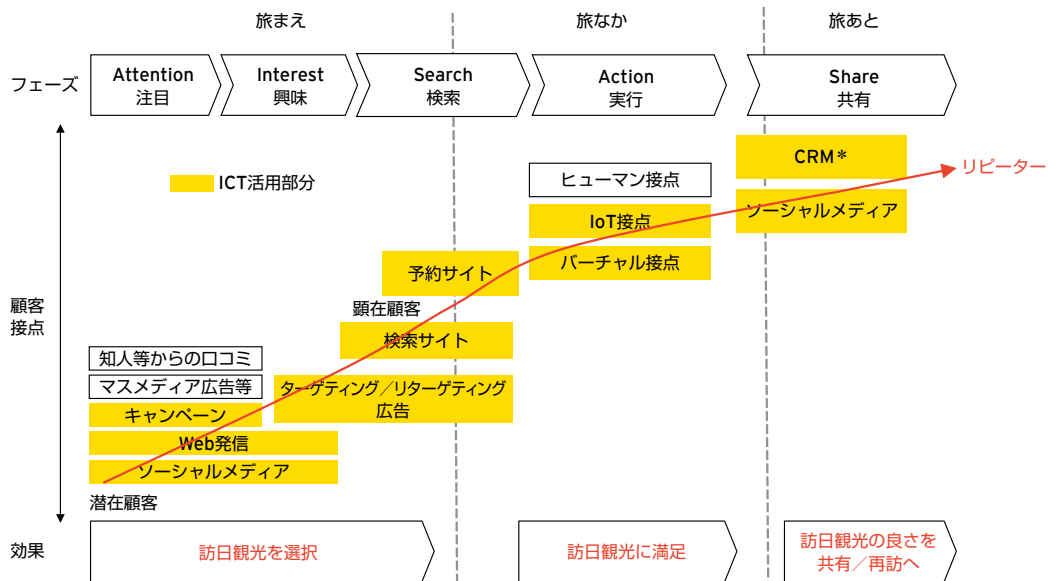 旅まえ
旅なか
旅あと
フェーズ
Attention
注目
Interest
興味
Search
検索
Action
実行
Share
共有
ICT活用部分
CRM*
リピーター
ヒューマン接点
ソーシャルメディア
IoT接点
バーチャル接点
予約サイト
顕在顧客
顧客
接点
検索サイト
知人等からの口コミ
マスメディア広告等
ターゲティング／リターゲティング
広告
キャンペーン
Web発信
ソーシャルメディア
潜在顧客
効果
訪日観光を選択
訪日観光に満足
訪日観光の良さを
共有／再訪へ